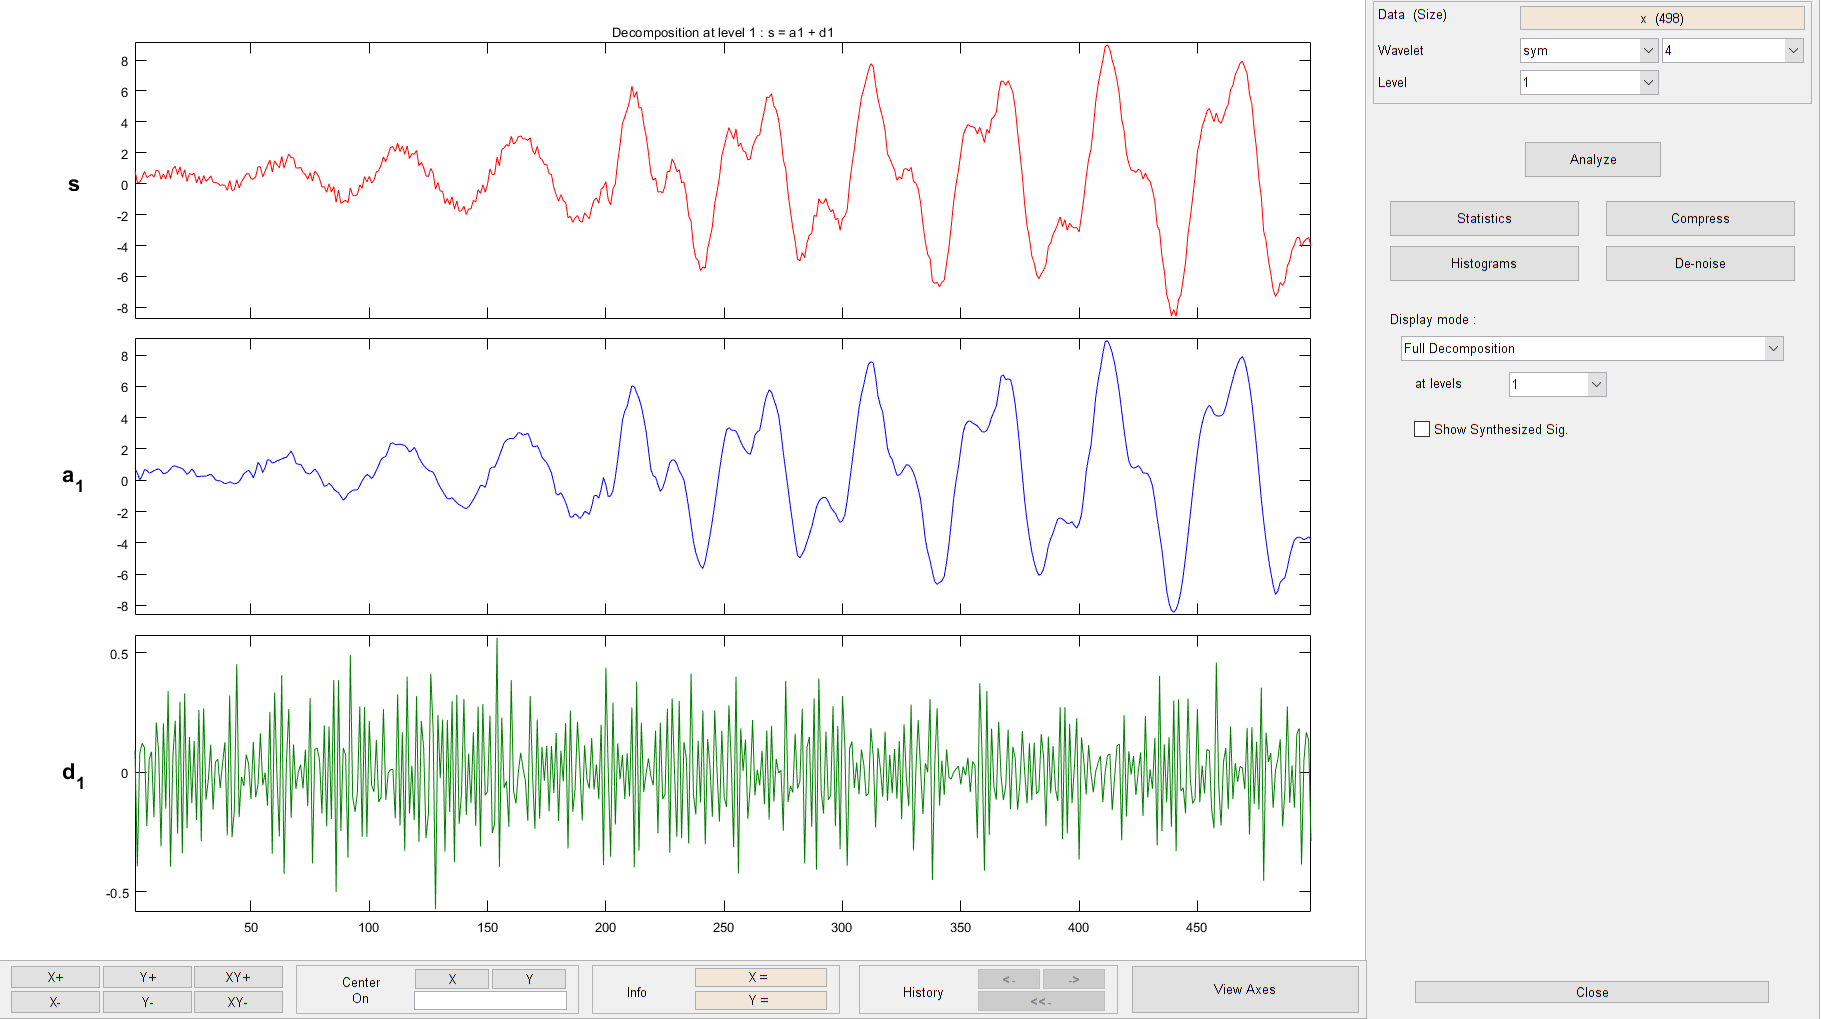 Decomposition at level 1 : s = a1 + d1
8
6
4
2
0
-2
-4
-6
-8
s
8
6
4
2
0
-2
-4
-6
-8
a1
0.5
0
-0.5
d1
50 100 150 200 250 300 350 400 450
Data (Size) x (498)
Wavelet sym 4
Level 1
Analyze
Statistics Compress
Histograms De-noise
Display mode :
Full Decomposition
at levels 1
Show Synthesized Sig.
X+ Y+ XY+
X- Y- XY-
Center
On
X Y
Info
X =
Y =
History
<- ->
<<-
View Axes
Close